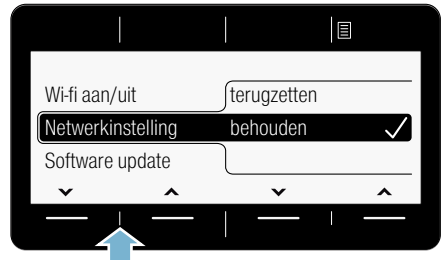 Wi-fi aan/uit terugzetten
Netwerkinstelling behouden
Software update